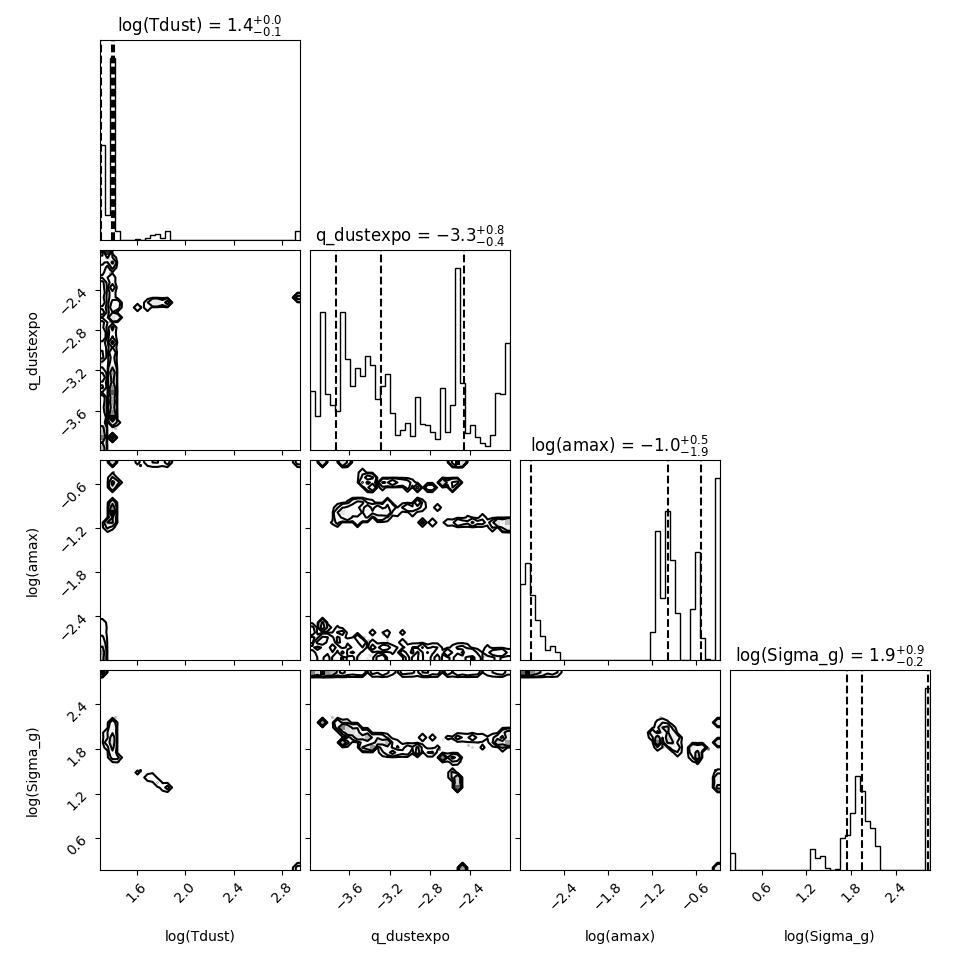 log(Tdust) = 1.4+0.0−0.1
q_dustexpo = −3.3+0.8−0.4
q_dustexpo
−2.4
−2.8
−3.2
−3.6
log(amax) = −1.0+0.5−1.9
log(amax)
−0.6
−1.2
−1.8
−2.4
log(Sigma_g) = 1.9+0.9−0.2
log(Sigma_g)
2.4
1.8
1.2
0.6
1.6 2.0 2.4 2.8 −3.6 −3.2 −2.8 −2.4 −2.4 −1.8 −1.2 −0.6 0.6 1.2 1.8 2.4
log(Tdust) q_dustexpo log(amax) log(Sigma_g)